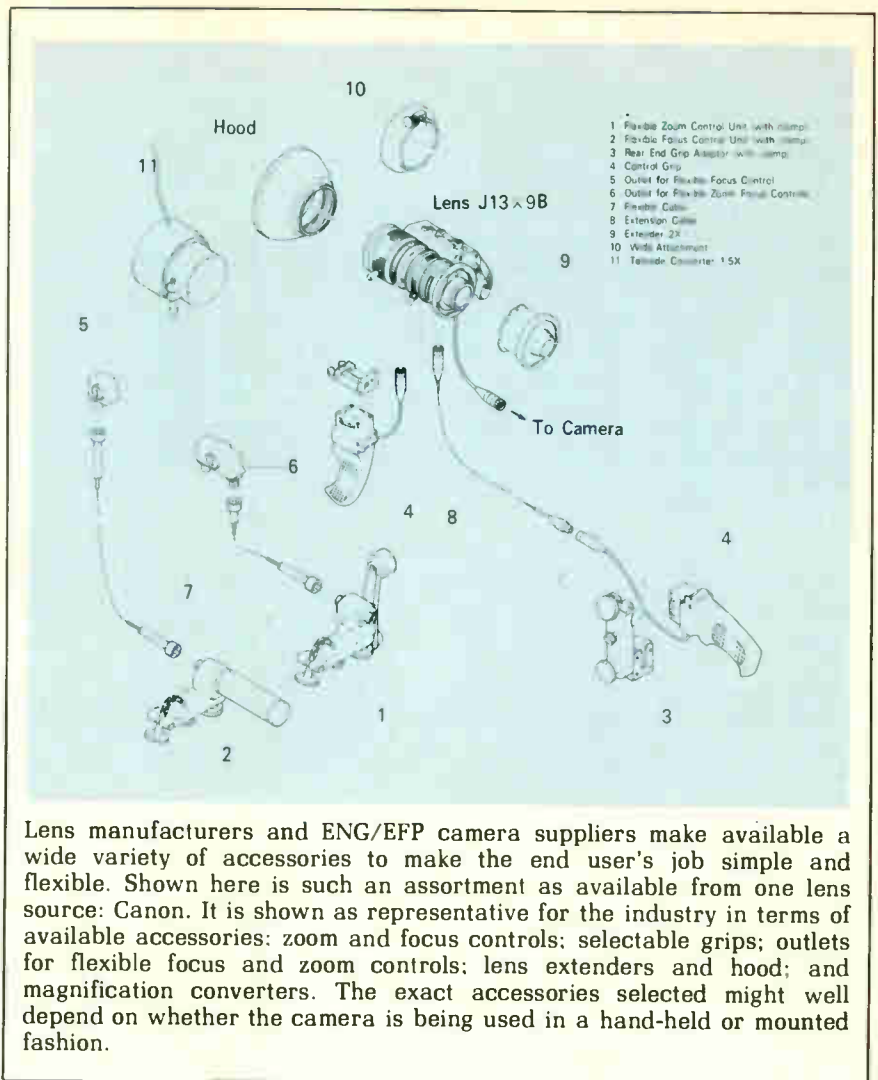 10
Hood
11
Lens J13×9B
1 Flexible Zoom Control Unit with clamp
2 Flexible Focus Control Unit with clamp
3 Rear End Grip Adaptor with clamp
4 Control Grip
5 Outlet for Flexible Focus Control
6 Outlet for Flexible Zoom Focus Controls
7 Flexible Cable
8 Extension Cable
9 Extender 2X
10 Wide Attachment
11 Teleside Converter 1.5X
9
5
To Camera
6
4
8
4
7
1
3
2
Lens manufacturers and ENG/EFP camera suppliers make available a
wide variety of accessories to make the end user's job simple and
flexible. Shown here is such an assortment as available from one lens
source: Canon. It is shown as representative for the industry in terms of
available accessories: zoom and focus controls; selectable grips; outlets
for flexible focus and zoom controls; lens extenders and hood; and
magnification converters. The exact accessories selected might well
depend on whether the camera is being used in a hand-held or mounted
fashion.